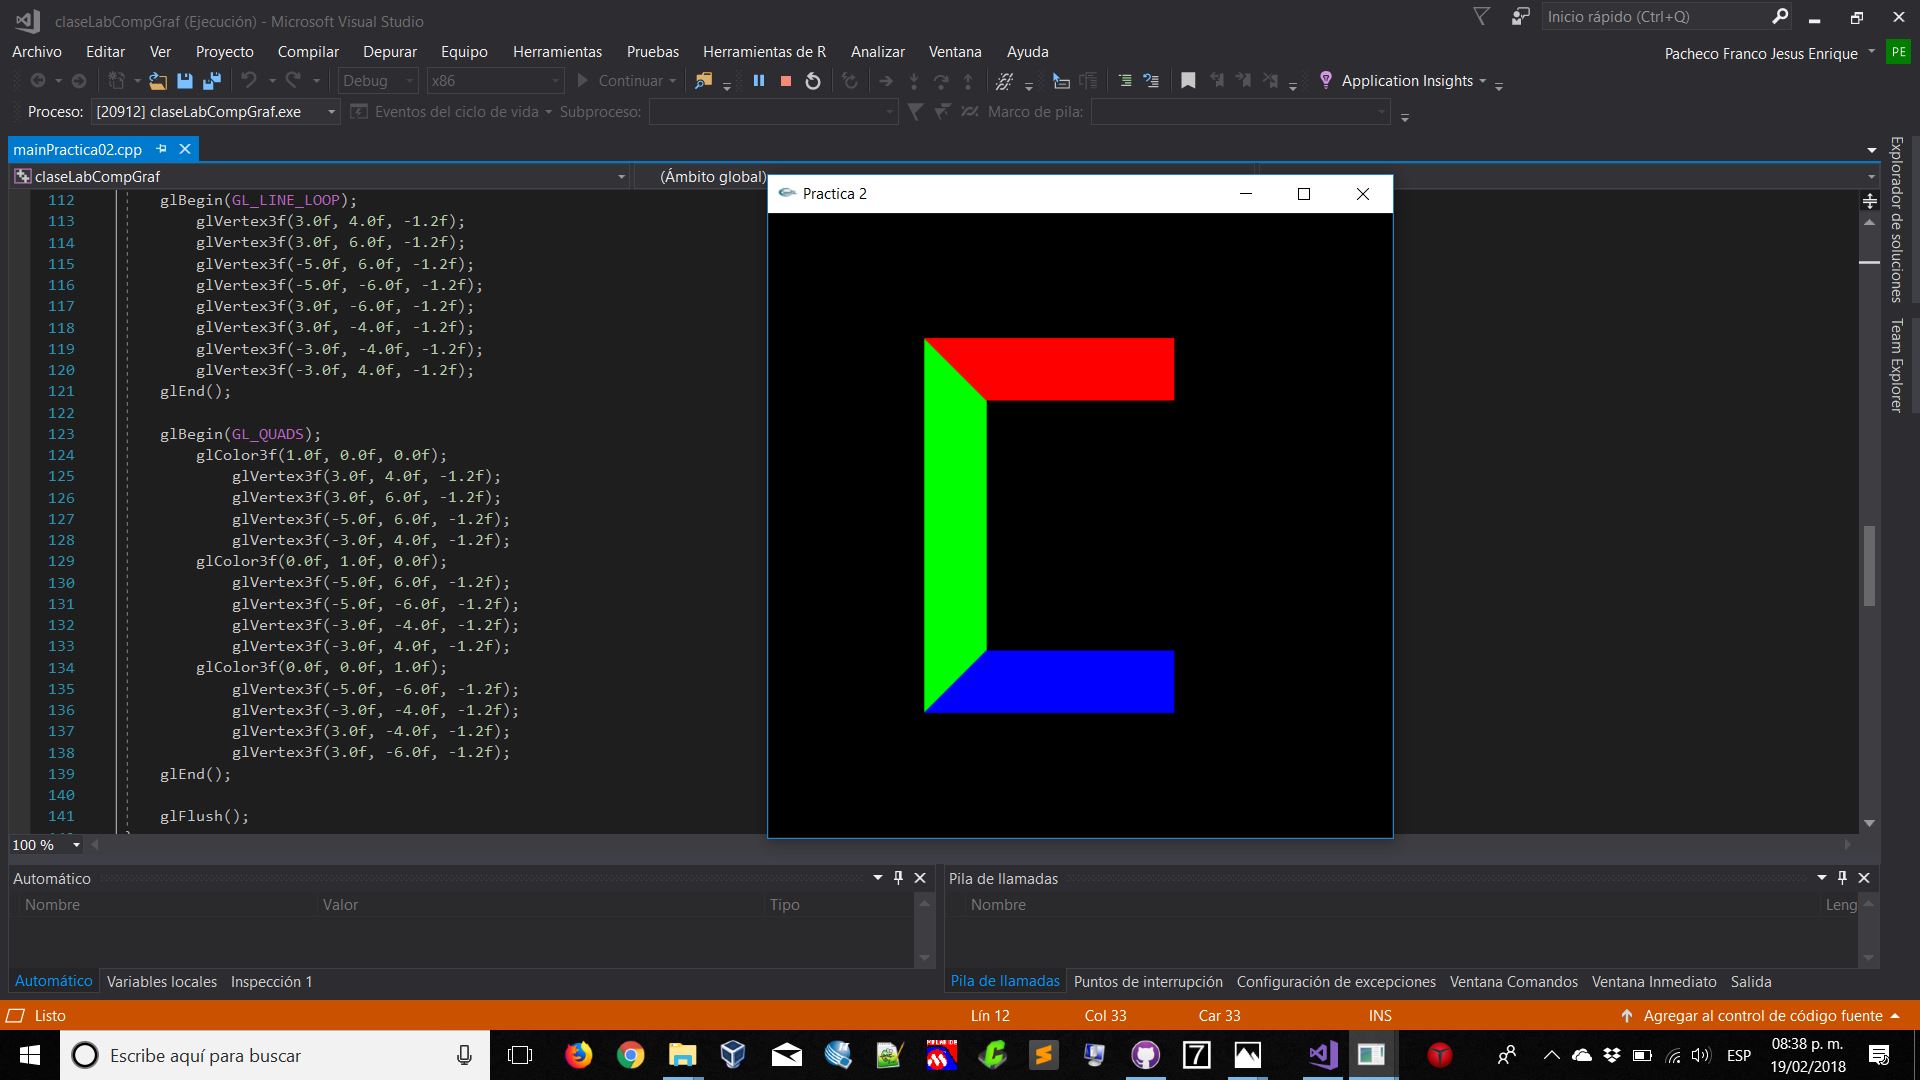 claseLabCompGraf (Ejecución) - Microsoft Visual Studio
Inicio rápido (Ctrl+Q)
Archivo Editar Ver Proyecto Compilar Depurar Equipo Herramientas Pruebas Herramientas de R Analizar Ventana Ayuda
Pacheco Franco Jesus Enrique PE
Debug x86 Continuar Application Insights
Proceso: [20912] claseLabCompGraf.exe Eventos del ciclo de vida Subproceso: Marco de pila:
mainPractica02.cpp
claseLabCompGraf (Ámbito global)
Practica 2
112 glBegin(GL_LINE_LOOP);
113 glVertex3f(3.0f, 4.0f, -1.2f);
114 glVertex3f(3.0f, 6.0f, -1.2f);
115 glVertex3f(-5.0f, 6.0f, -1.2f);
116 glVertex3f(-5.0f, -6.0f, -1.2f);
117 glVertex3f(3.0f, -6.0f, -1.2f);
118 glVertex3f(3.0f, -4.0f, -1.2f);
119 glVertex3f(-3.0f, -4.0f, -1.2f);
120 glVertex3f(-3.0f, 4.0f, -1.2f);
121 glEnd();
122
123 glBegin(GL_QUADS);
124 glColor3f(1.0f, 0.0f, 0.0f);
125 glVertex3f(3.0f, 4.0f, -1.2f);
126 glVertex3f(3.0f, 6.0f, -1.2f);
127 glVertex3f(-5.0f, 6.0f, -1.2f);
128 glVertex3f(-3.0f, 4.0f, -1.2f);
129 glColor3f(0.0f, 1.0f, 0.0f);
130 glVertex3f(-5.0f, 6.0f, -1.2f);
131 glVertex3f(-5.0f, -6.0f, -1.2f);
132 glVertex3f(-3.0f, -4.0f, -1.2f);
133 glVertex3f(-3.0f, 4.0f, -1.2f);
134 glColor3f(0.0f, 0.0f, 1.0f);
135 glVertex3f(-5.0f, -6.0f, -1.2f);
136 glVertex3f(-3.0f, -4.0f, -1.2f);
137 glVertex3f(3.0f, -4.0f, -1.2f);
138 glVertex3f(3.0f, -6.0f, -1.2f);
139 glEnd();
140
141 glFlush();
Explorador de soluciones
Team Explorer
100 %
Automático
Nombre Valor Tipo
Automático Variables locales Inspección 1
Pila de llamadas
Nombre Leng
Pila de llamadas Puntos de interrupción Configuración de excepciones Ventana Comandos Ventana Inmediato Salida
Listo Lín 12 Col 33 Car 33 INS Agregar al control de código fuente
Escribe aquí para buscar
7
ESP
08:38 p. m.
19/02/2018